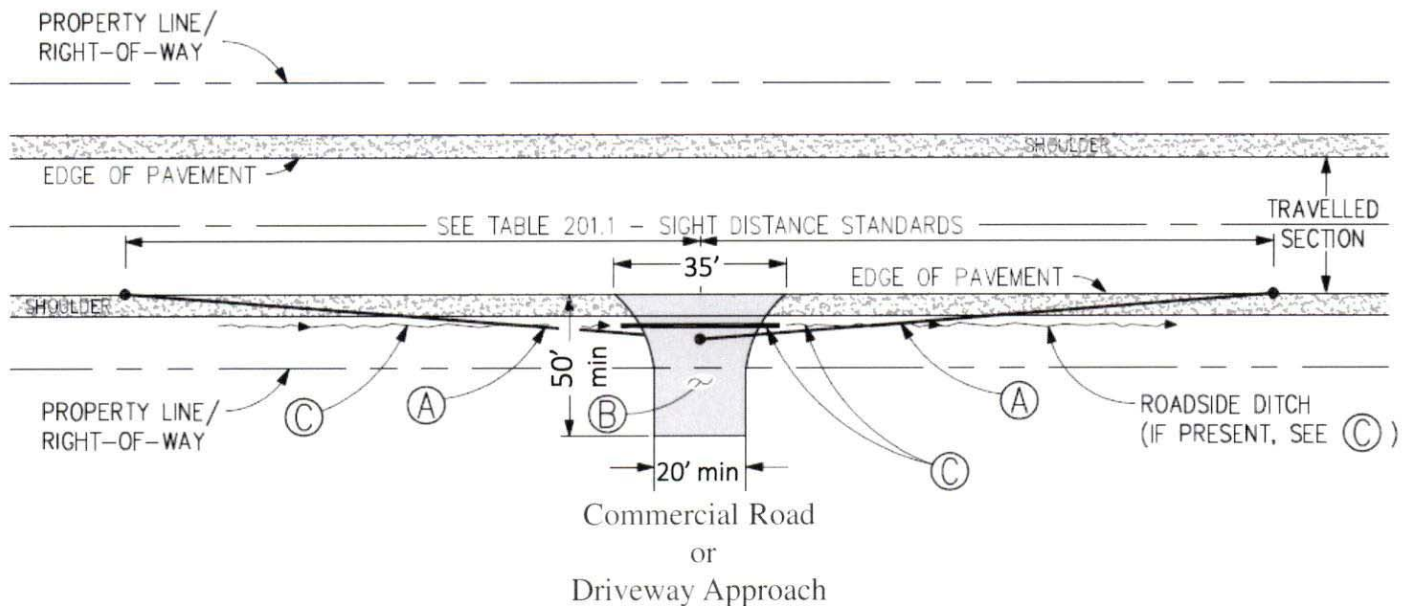 PROPERTY LINE/
RIGHT-OF-WAY
SHOULDER
EDGE OF PAVEMENT
SEE TABLE 201.1 - SIGHT DISTANCE STANDARDS
TRAVELLED
SECTION
35'
EDGE OF PAVEMENT
SHOULDER
50'
min
C
A
B
A
PROPERTY LINE/
RIGHT-OF-WAY
ROADSIDE DITCH
(IF PRESENT, SEE C )
20' min
C
Commercial Road
or
Driveway Approach